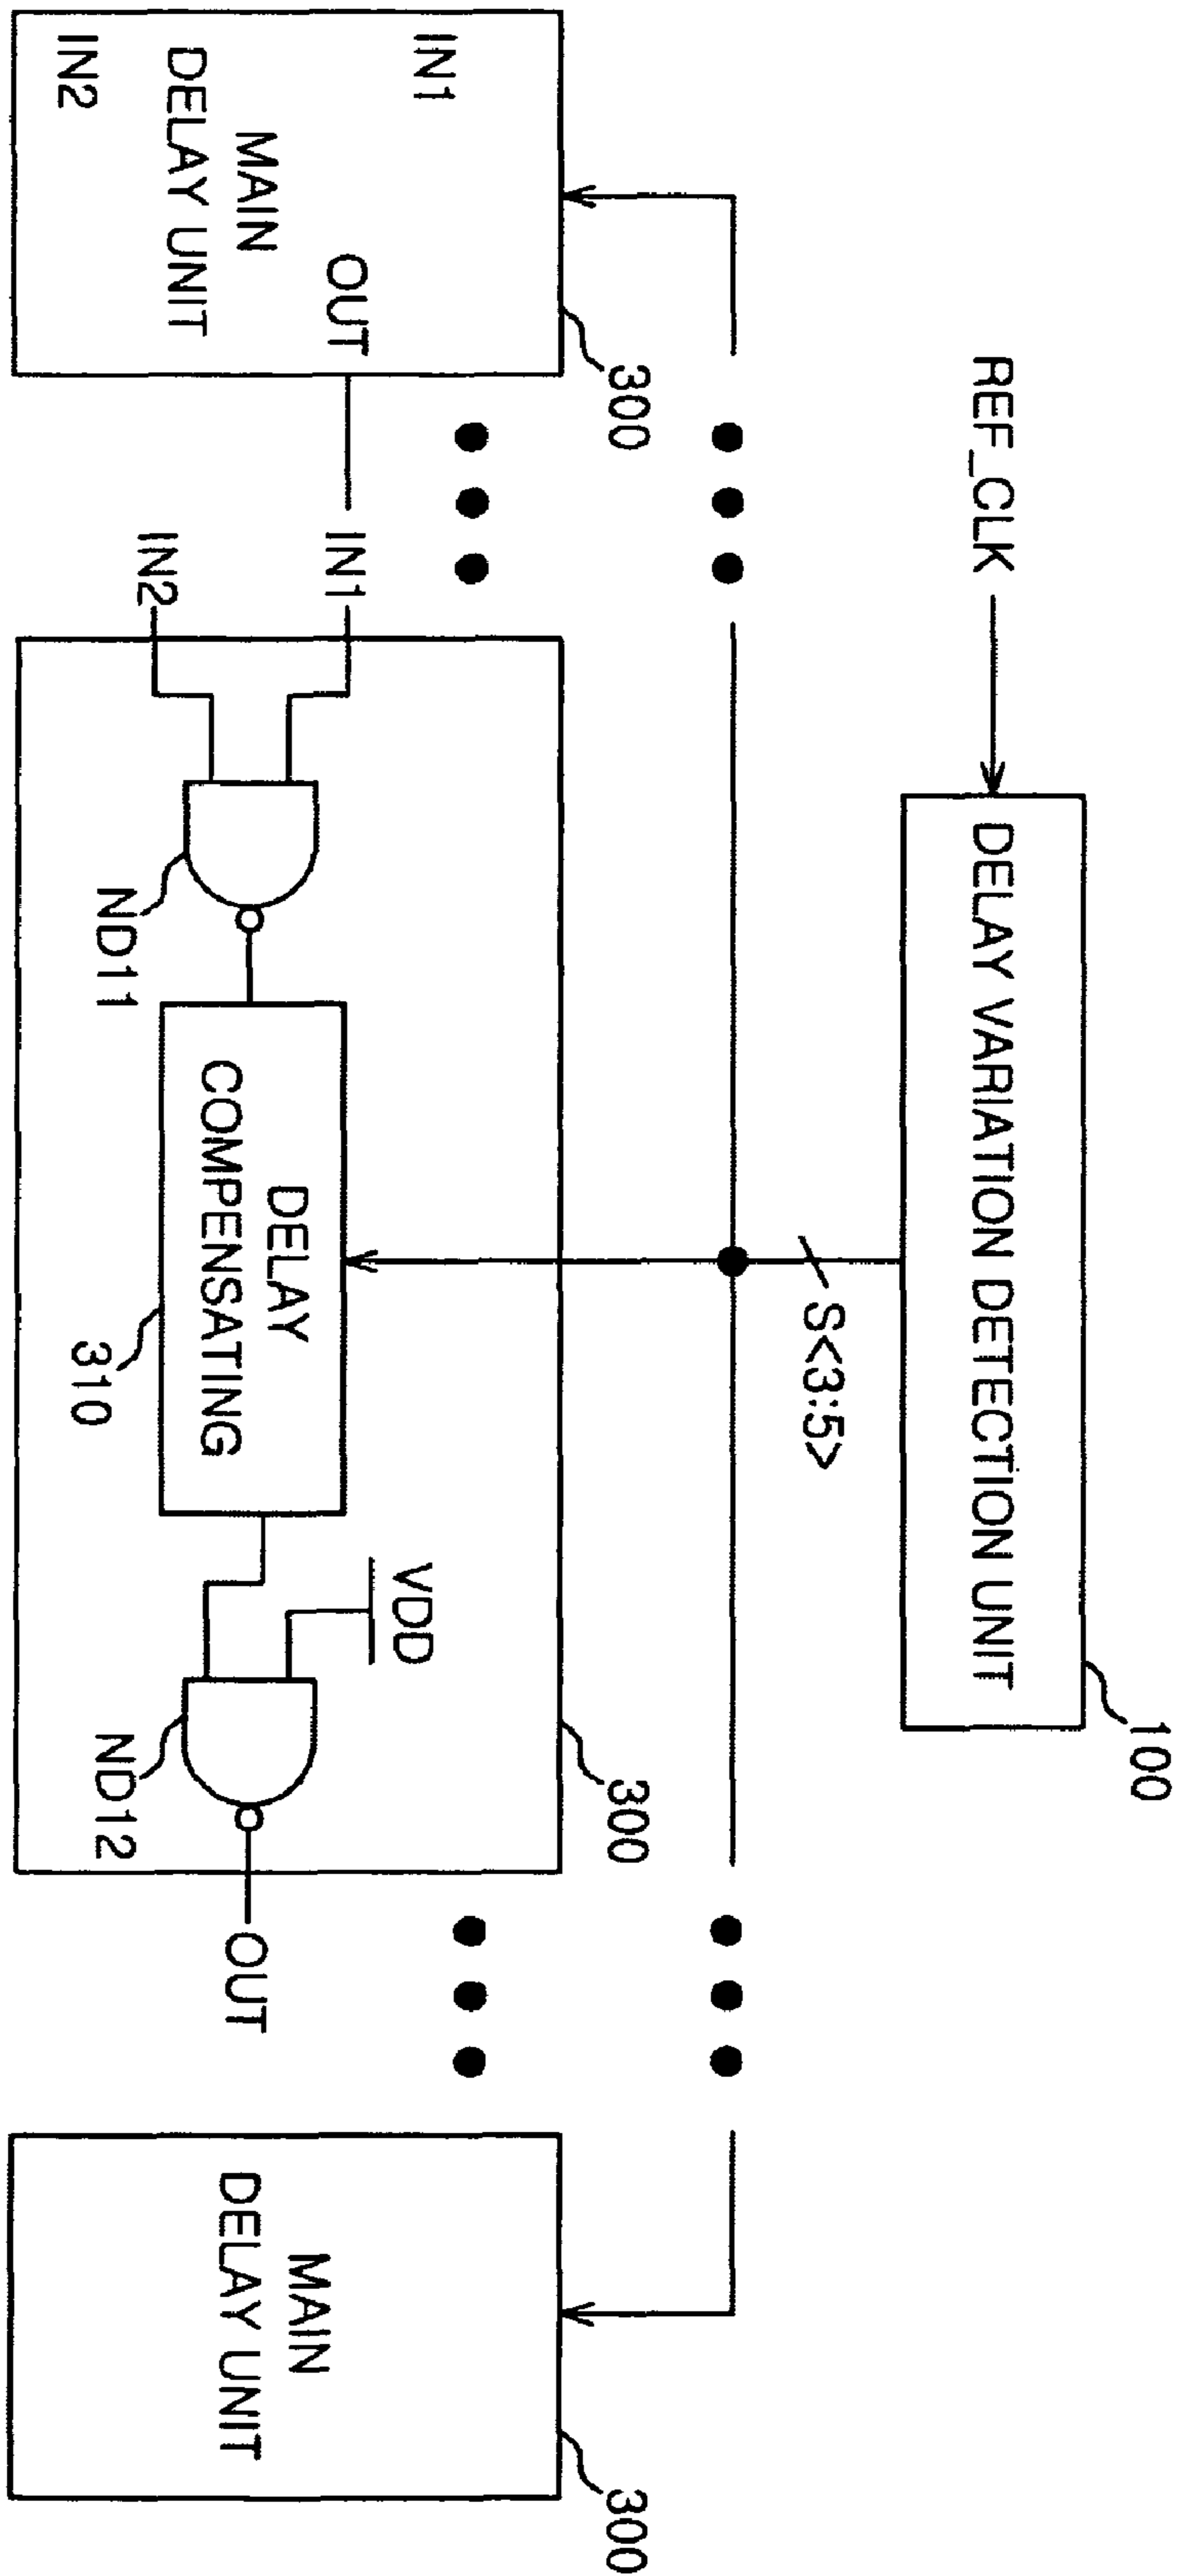 REF_CLK
DELAY VARIATION DETECTION UNIT
100
S<3:5>
300
IN1
OUT
MAIN
DELAY UNIT
IN2
300
IN1
IN2
ND11
DELAY
COMPENSATING
310
VDD
ND12
OUT
300
MAIN
DELAY UNIT